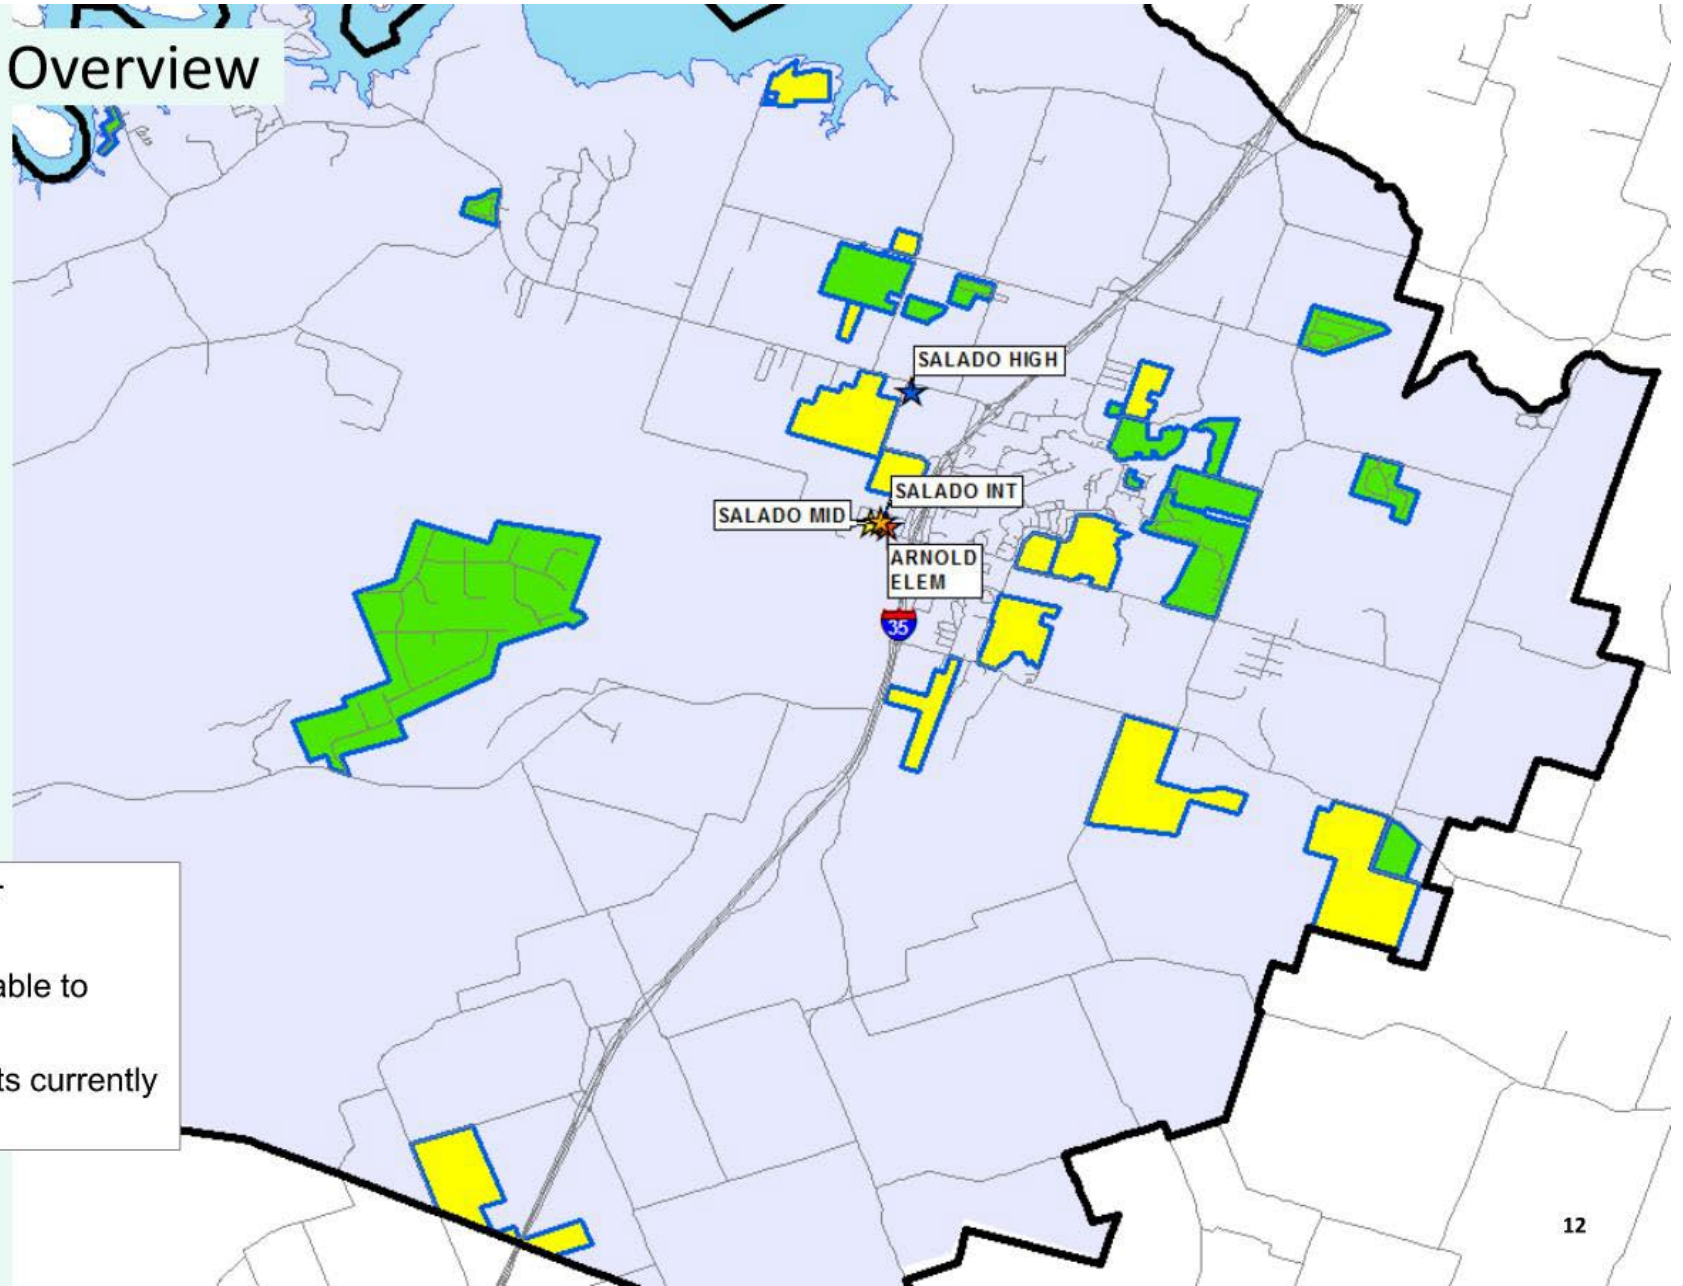 Overview
SALADO HIGH
SALADO INT
SALADO MID
ARNOLD
ELEM
35
able to
ts currently
12